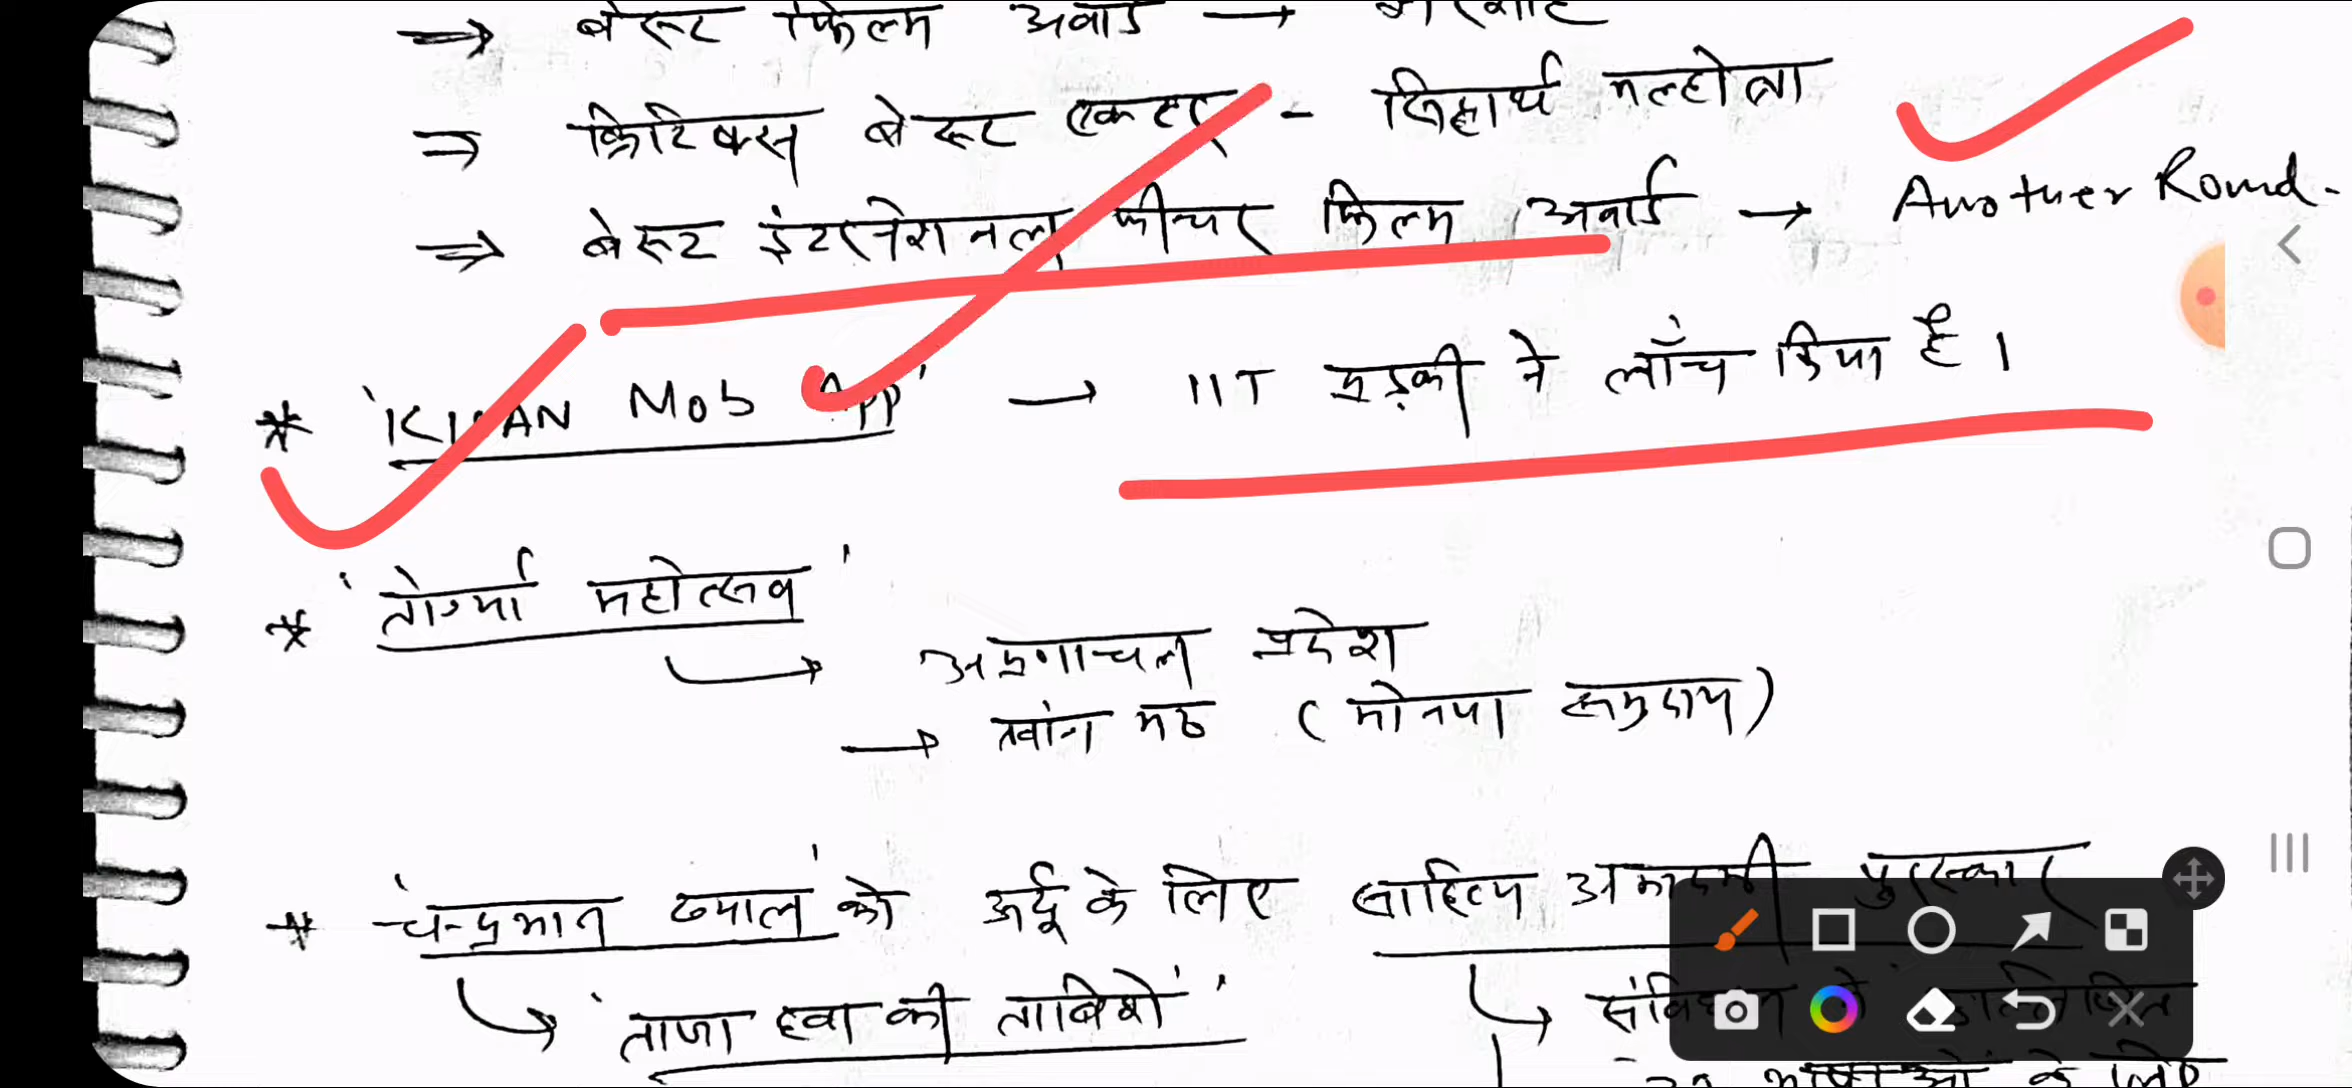 ⇒ बेस्ट फिल्म अवार्ड →
⇒ क्रिटिक्स बेस्ट एक्टर - सिद्धार्थ मल्होत्रा
⇒ बेस्ट इंटरनेशनल फीचर फिल्म अवार्ड → Another Round.
* 'KISAN Mob App' → IIT रुड़की ने लाँच किया है।
* 'तोर्ग्या महोत्सव'
अरुणाचल प्रदेश
→ तवांग मठ (मोनपा समुदाय)
* चन्द्रभान ख्याल' को उर्दू के लिए साहित्य अकादमी पुरस्कार
'ताजा हवा की ताबिशें'